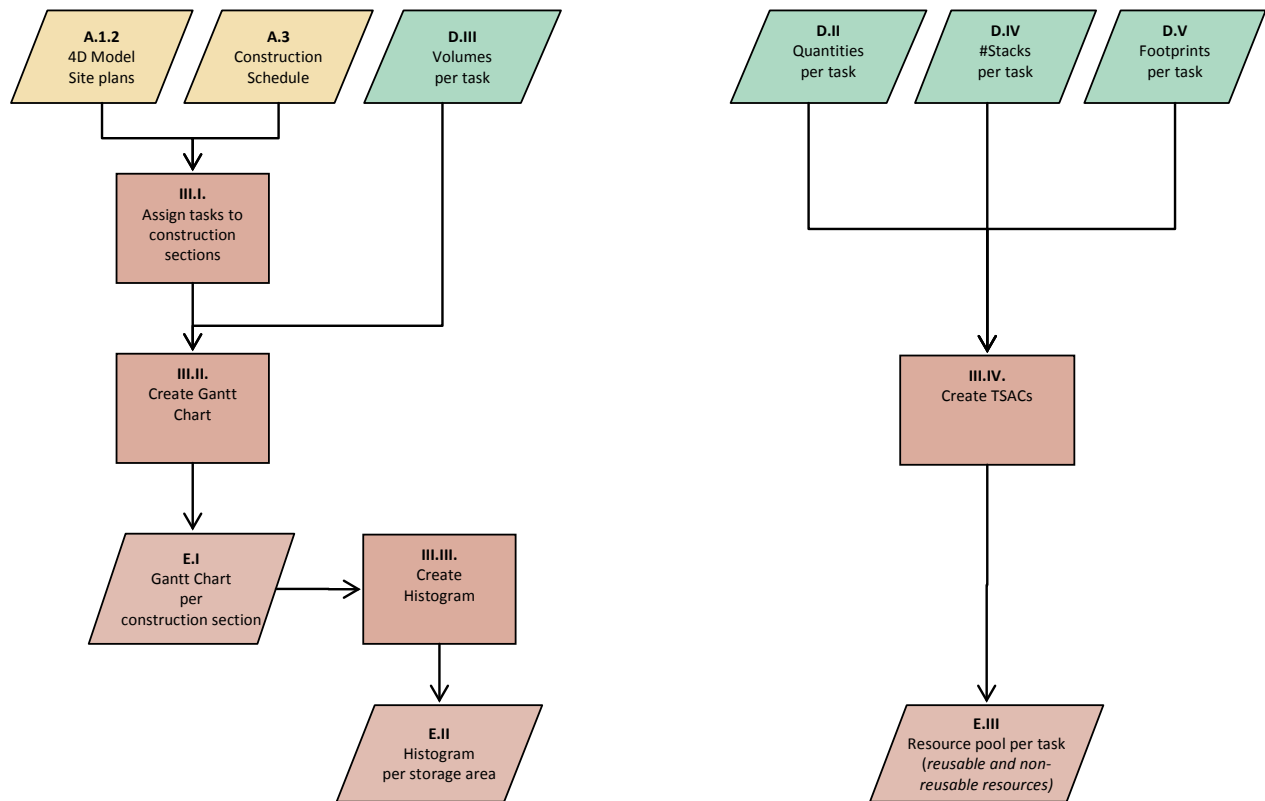 A.1.2
4D Model
Site plans
A.3
Construction
Schedule
D.III
Volumes
per task
D.II
Quantities
per task
D.IV
#Stacks
per task
D.V
Footprints
per task
III.I.
Assign tasks to
construction
sections
III.II.
Create Gantt
Chart
III.IV.
Create TSACs
E.I
Gantt Chart
per
construction section
III.III.
Create
Histogram
E.II
Histogram
per storage area
E.III
Resource pool per task
(reusable and non-
reusable resources)